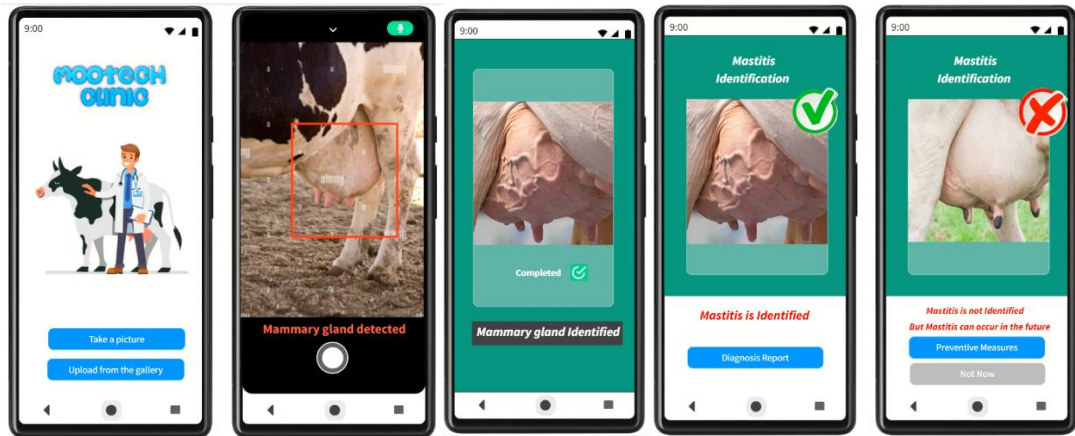 9:00
MOOTECH
CLINIC
Take a picture
Upload from the gallery
alamy
a
a
alamy
Mammary gland detected
9:00
Completed
Mammary gland Identified
9:00
Mastitis
Identification
Mastitis is Identified
Diagnosis Report
9:00
Mastitis
Identification
Mastitis is not Identified
But Mastitis can occur in the future
Preventive Measures
Not Now